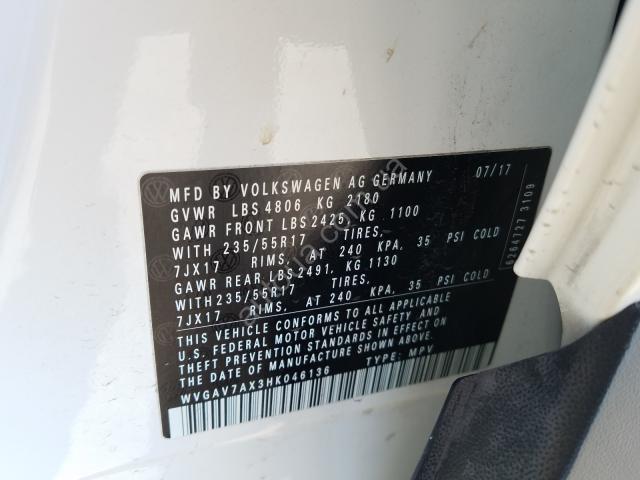 MFD BY VOLKSWAGEN AG GERMANY 07/17
GVWR LBS 4806 KG 2180
GAWR FRONT LBS 2425, KG 1100
WITH 235/55R17 TIRES,
7JX17 RIMS, AT 240 KPA, 35 PSI COLD
GAWR REAR LBS 2491, KG 1130
WITH 235/55R17 TIRES,
7JX17 RIMS, AT 240 KPA, 35 PSI COLD
THIS VEHICLE CONFORMS TO ALL APPLICABLE
U.S. FEDERAL MOTOR VEHICLE SAFETY AND
THEFT PREVENTION STANDARDS IN EFFECT ON
THE DATE OF MANUFACTURE SHOWN ABOVE.
WVGAV7AX3HK046136 TYPE: MPV